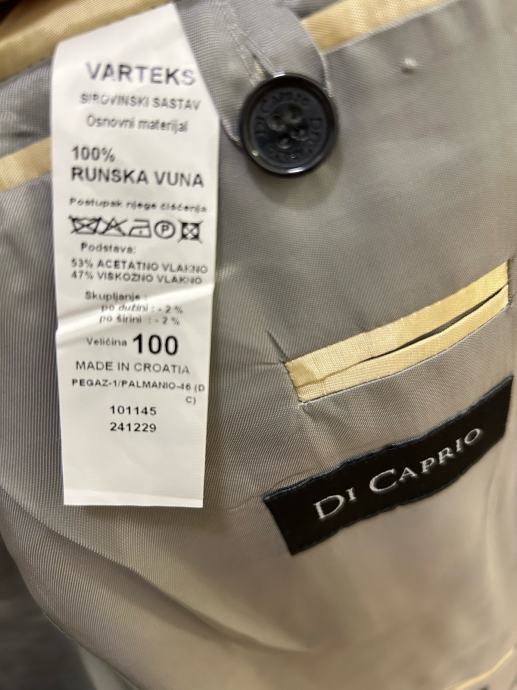 VARTEKS
SIROVINSKI SASTAV
Osnovni materijal
100%
RUNSKA VUNA
Postupak njege čišćenja
P
Podstava:
53% ACETATNO VLAKNO
47% VISKOZNO VLAKNO
Skupljanje :
po dužini : - 2 %
po širini : - 2 %
Veličina 100
MADE IN CROATIA
PEGAZ-1/PALMANIO-46 (D
C)
101145
241229
DI CAPRIO
DI CAPRIO